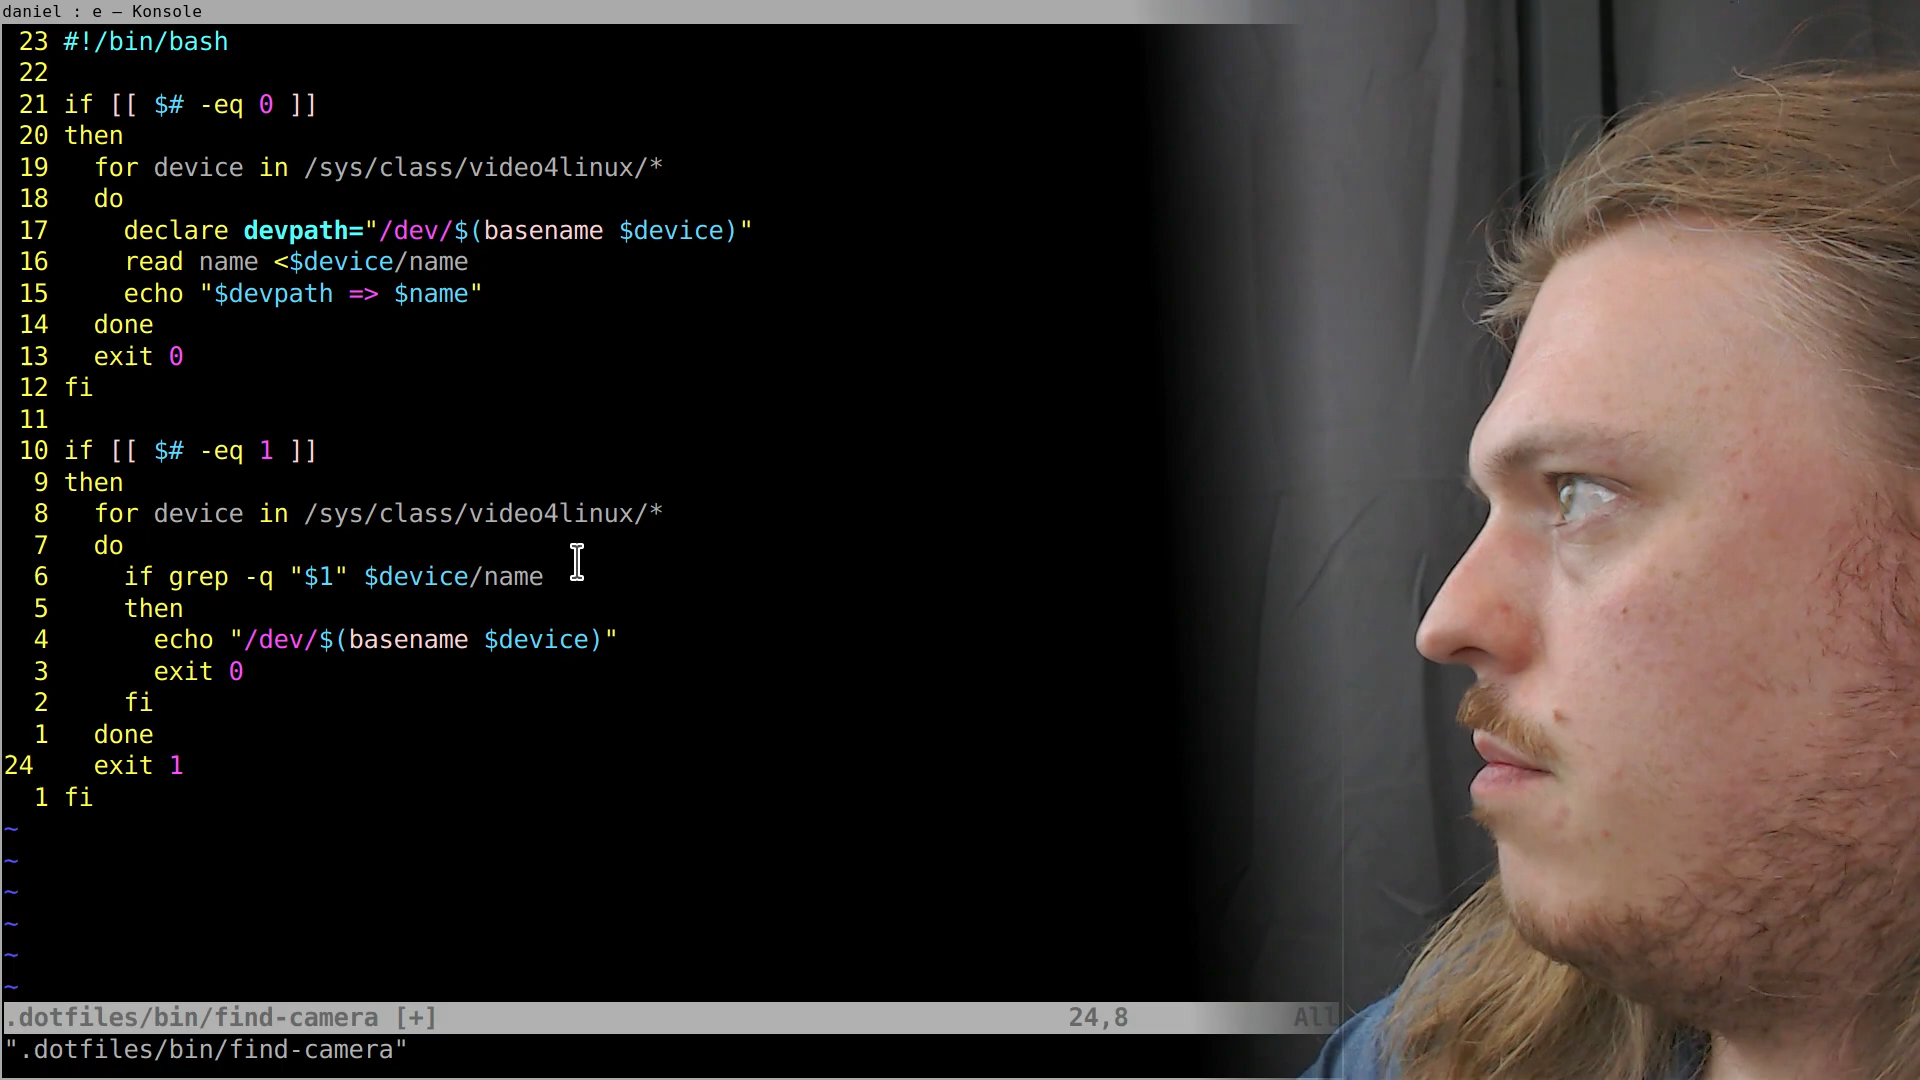 daniel : e — Konsole
23 #!/bin/bash
22
21 if [[ $# -eq 0 ]]
20 then
19   for device in /sys/class/video4linux/*
18   do
17     declare devpath="/dev/$(basename $device)"
16     read name <$device/name
15     echo "$devpath => $name"
14   done
13   exit 0
12 fi
11
10 if [[ $# -eq 1 ]]
 9 then
 8   for device in /sys/class/video4linux/*
 7   do
 6     if grep -q "$1" $device/name
 5     then
 4       echo "/dev/$(basename $device)"
 3       exit 0
 2     fi
 1   done
24   exit 1
 1 fi
~
~
~
~
~
~
.dotfiles/bin/find-camera [+] 24,8 All
".dotfiles/bin/find-camera"